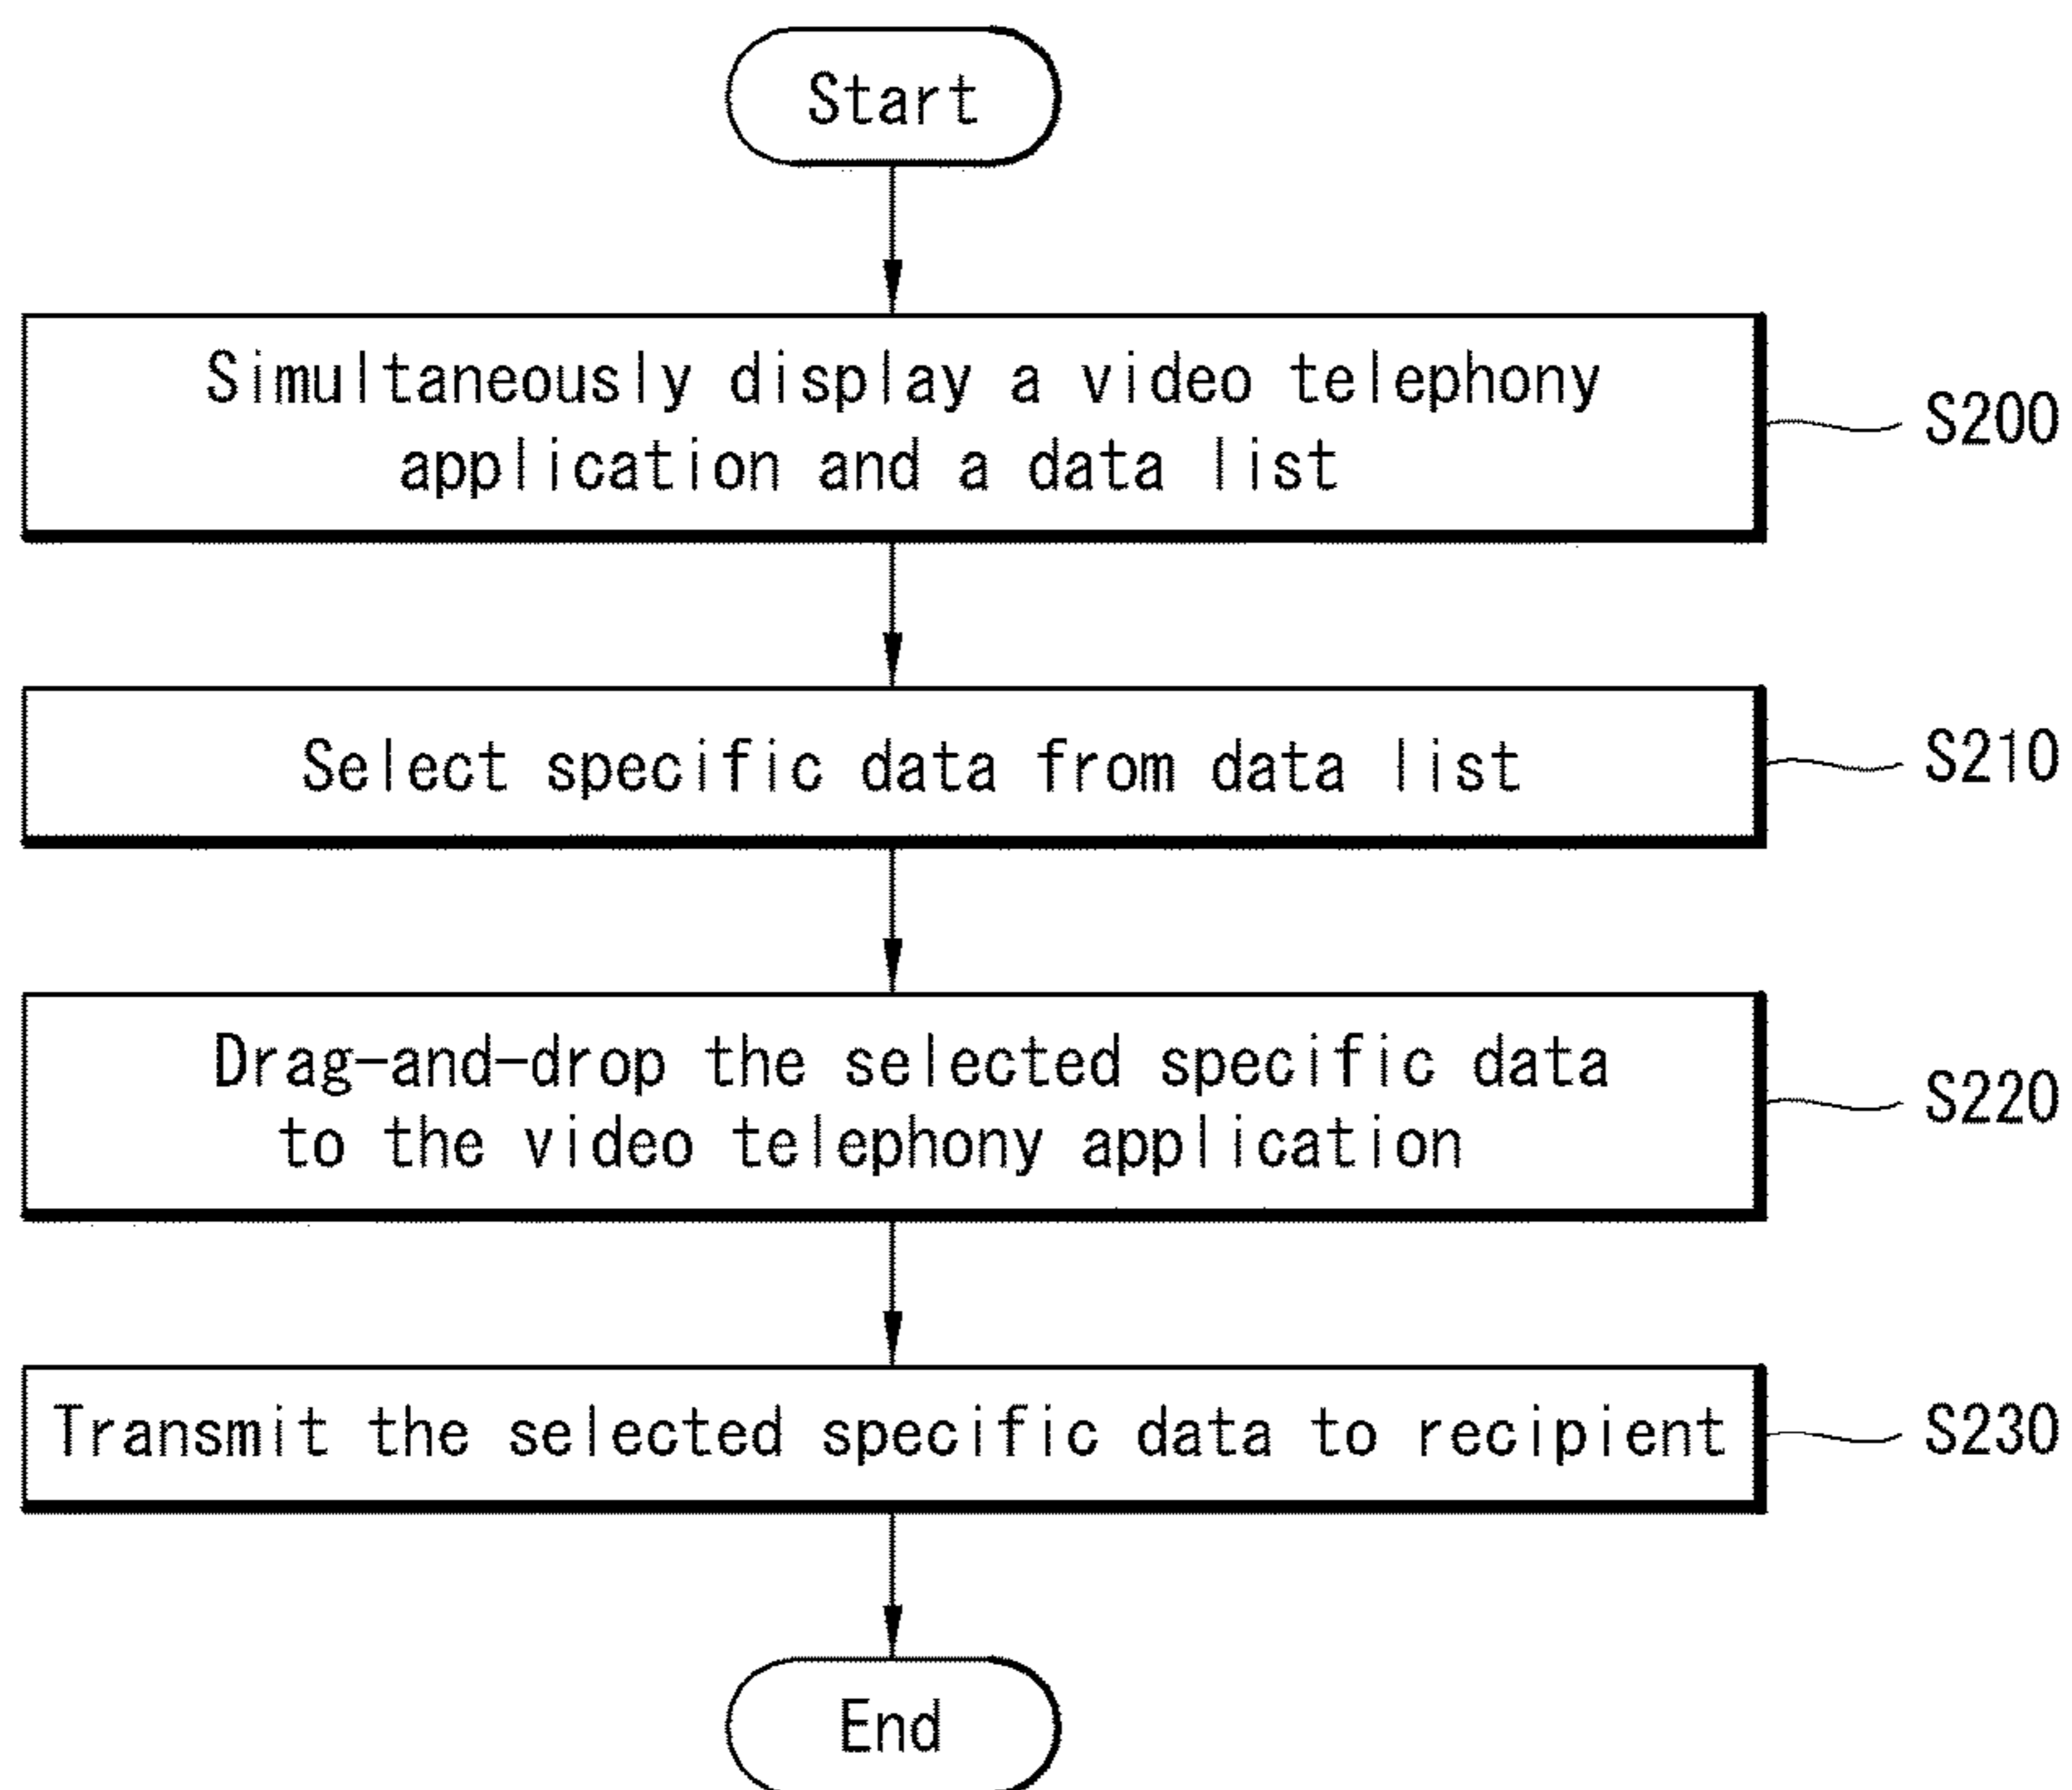 Start
Simultaneously display a video telephony
application and a data list
S200
Select specific data from data list
S210
Drag-and-drop the selected specific data
to the video telephony application
S220
Transmit the selected specific data to recipient
S230
End